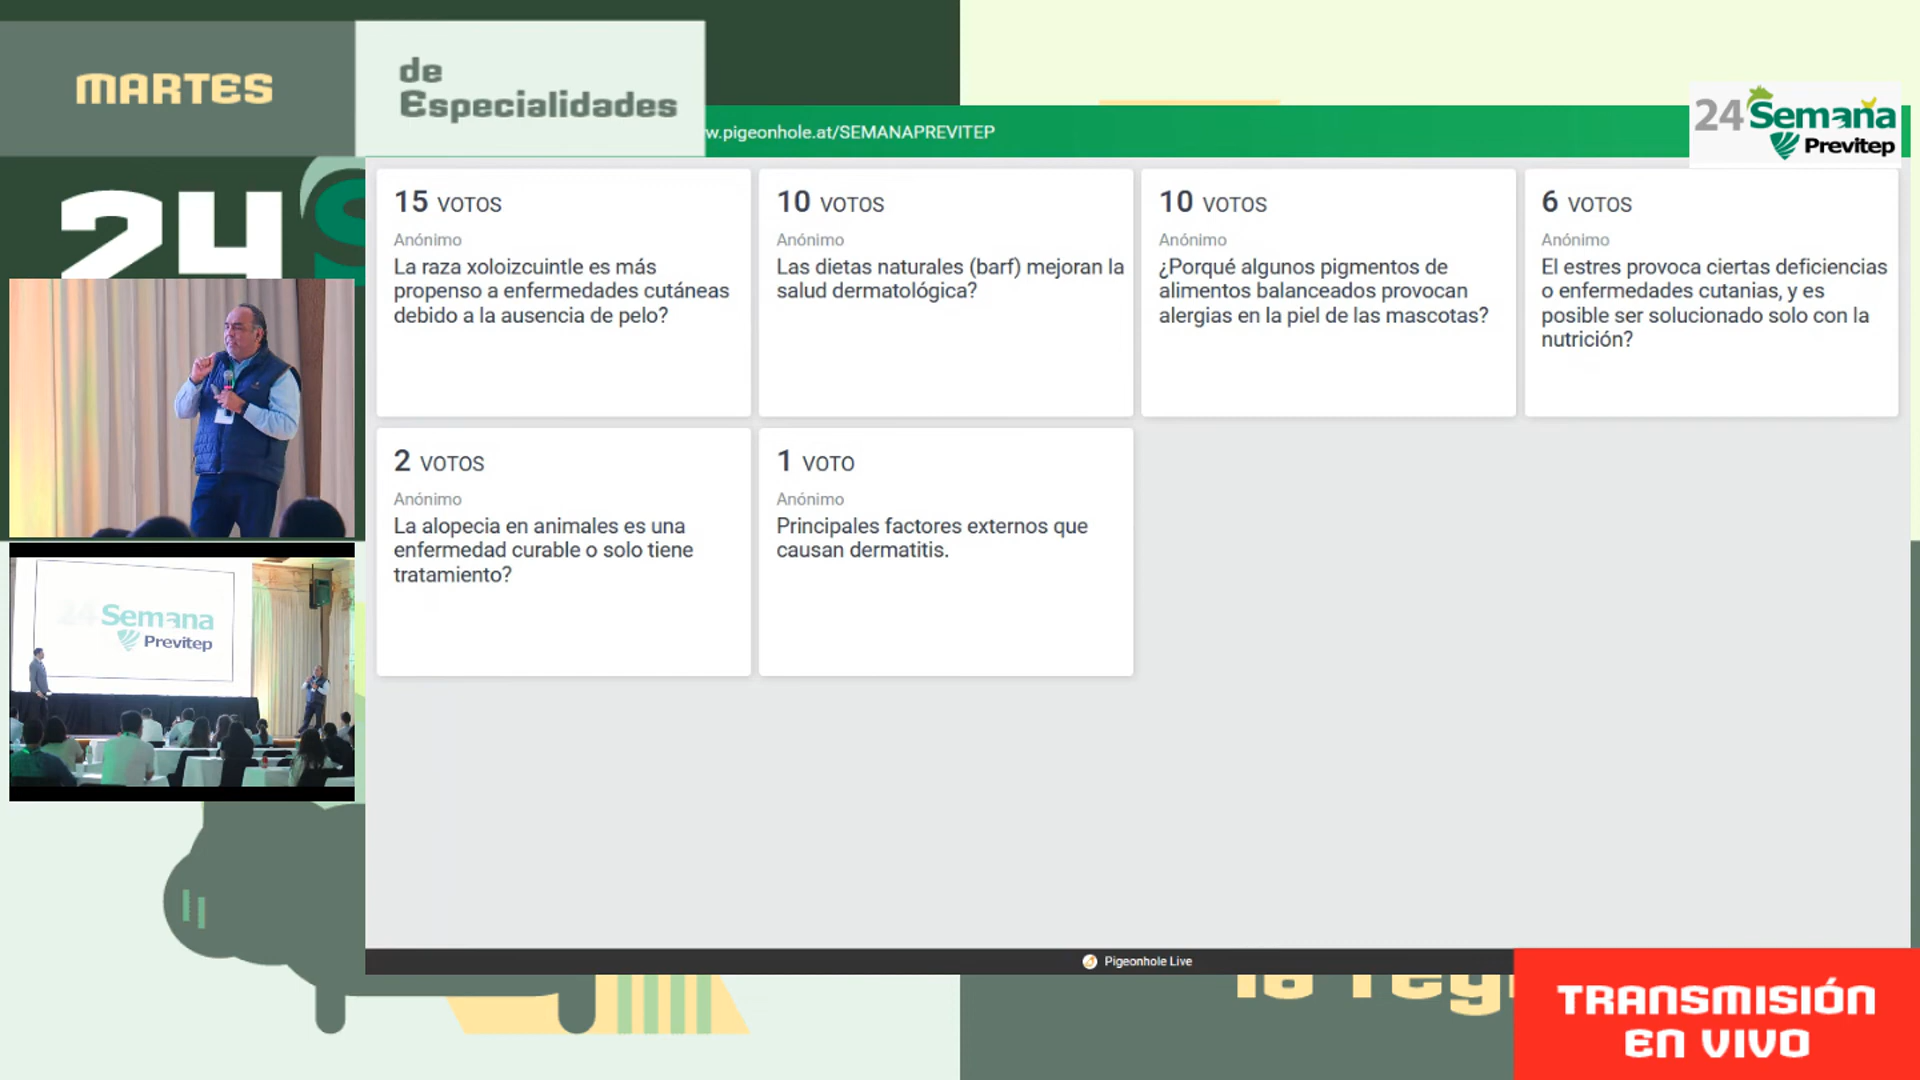 MARTES
de
Especialidades
w.pigeonhole.at/SEMANAPREVITEP
24 Semana
Previtep
24
15 VOTOS
Anónimo
La raza xoloizcuintle es más
propenso a enfermedades cutáneas
debido a la ausencia de pelo?
10 VOTOS
Anónimo
Las dietas naturales (barf) mejoran la
salud dermatológica?
10 VOTOS
Anónimo
¿Porqué algunos pigmentos de
alimentos balanceados provocan
alergias en la piel de las mascotas?
6 VOTOS
Anónimo
El estres provoca ciertas deficiencias
o enfermedades cutanias, y es
posible ser solucionado solo con la
nutrición?
2 VOTOS
Anónimo
La alopecia en animales es una
enfermedad curable o solo tiene
tratamiento?
1 VOTO
Anónimo
Principales factores externos que
causan dermatitis.
24 Semana
Previtep
Pigeonhole Live
TRANSMISIÓN
EN VIVO